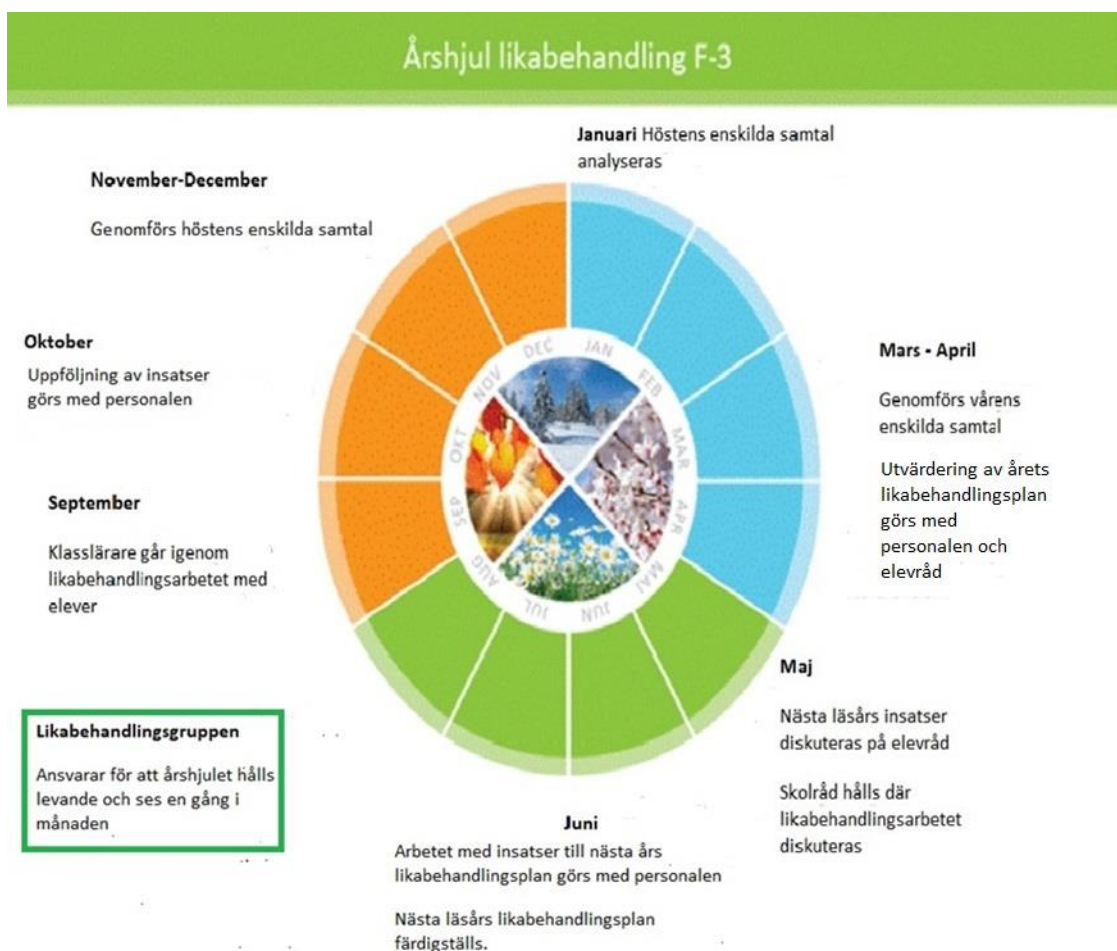 Årshjul likabehandling F-3
Januari Höstens enskilda samtal
analyseras
November-December
Genomförs höstens enskilda samtal
Oktober
Uppföljning av insatser
görs med personalen
Mars - April
Genomförs vårens
enskilda samtal
Utvärdering av årets
likabehandlingsplan
görs med
personalen och
elevråd
September
Klasslärare går igenom
likabehandlingsarbetet med
elever
JAN
FEB
MAR
APR
MAJ
JUN
JUL
AUG
SEP
OKT
NOV
DEC
Maj
Nästa läsårs insatser
diskuteras på elevråd
Skolråd hålls där
likabehandlingsarbetet
diskuteras
Likabehandlingsgruppen
Ansvarar för att årshjulet hålls
levande och ses en gång i
månaden
Juni
Arbetet med insatser till nästa års
likabehandlingsplan görs med personalen
Nästa läsårs likabehandlingsplan
färdigställs.